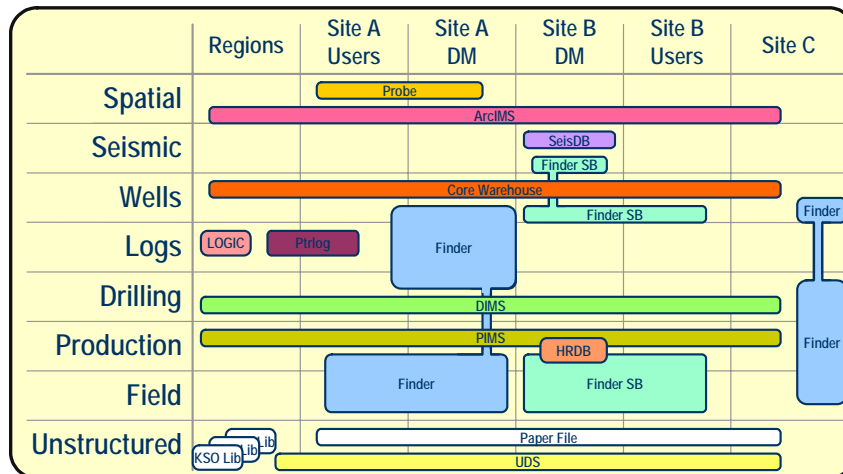 Regions
Site A Users
Site A DM
Site B DM
Site B Users
Site C
Spatial
Probe
ArcIMS
Seismic
SeisDB
Finder SB
Wells
Core Warehouse
Finder SB
Finder
Logs
LOGIC
Ptrlog
Finder
Drilling
DIMS
Production
PIMS
HRDB
Finder
Field
Finder
Finder SB
Unstructured
Lib
Lib
KSO Lib
Paper File
UDS